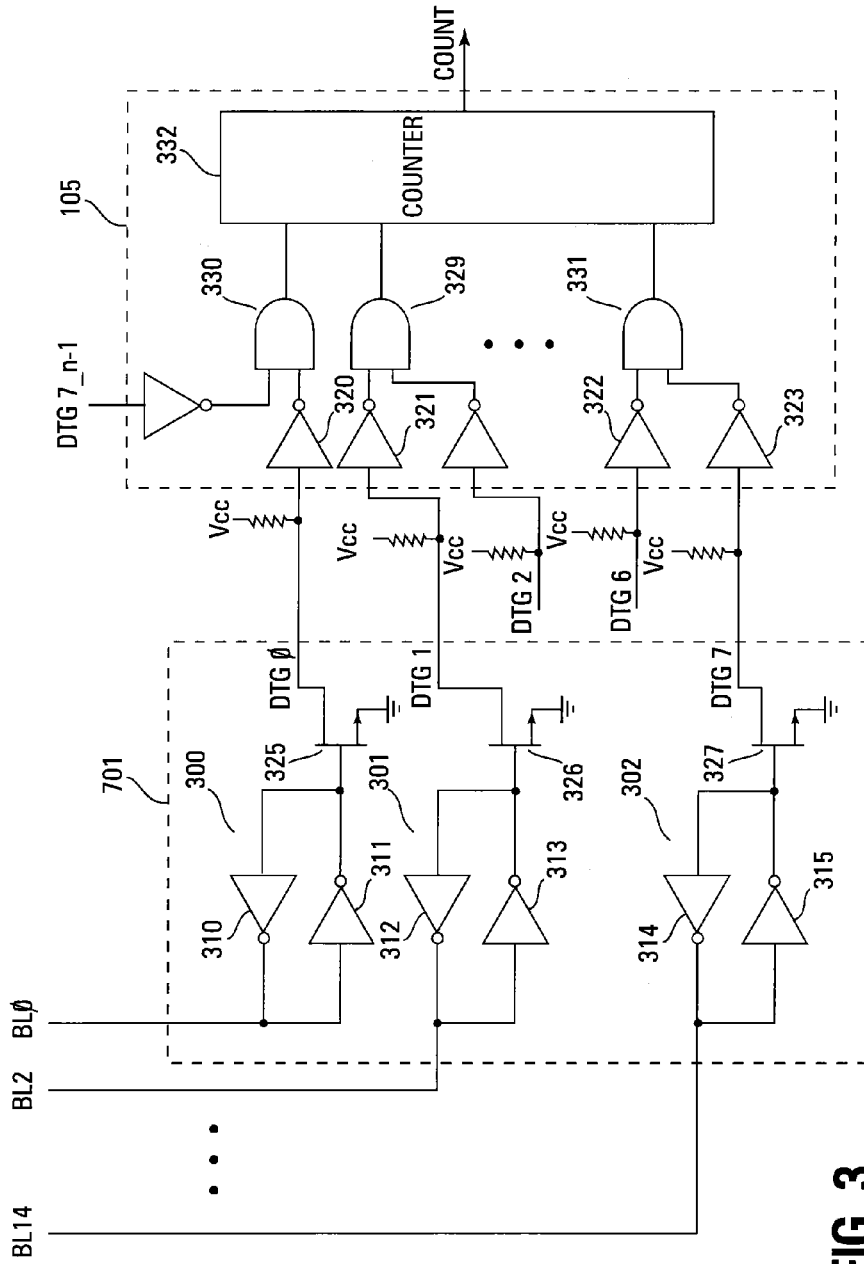 BL14
BL2
BLØ
701
300
310
311
325
DTG Ø
301
312
313
326
DTG 1
302
314
315
327
DTG 7
Vcc
Vcc
Vcc
DTG 2
Vcc
DTG 6
Vcc
105
DTG 7_n-1
320
330
321
329
322
331
323
332
COUNTER
COUNT
FIG. 3